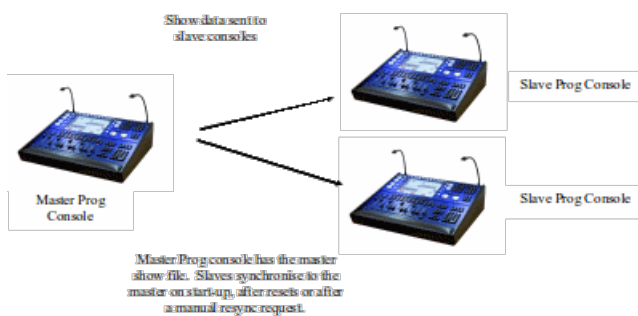 Show data sent to
slave consoles
Slave Prog Console
Master Prog
Console
Slave Prog Console
Master Prog console has the master
show file. Slaves synchronise to the
master on start-up, after resets or after
a manual resync request.